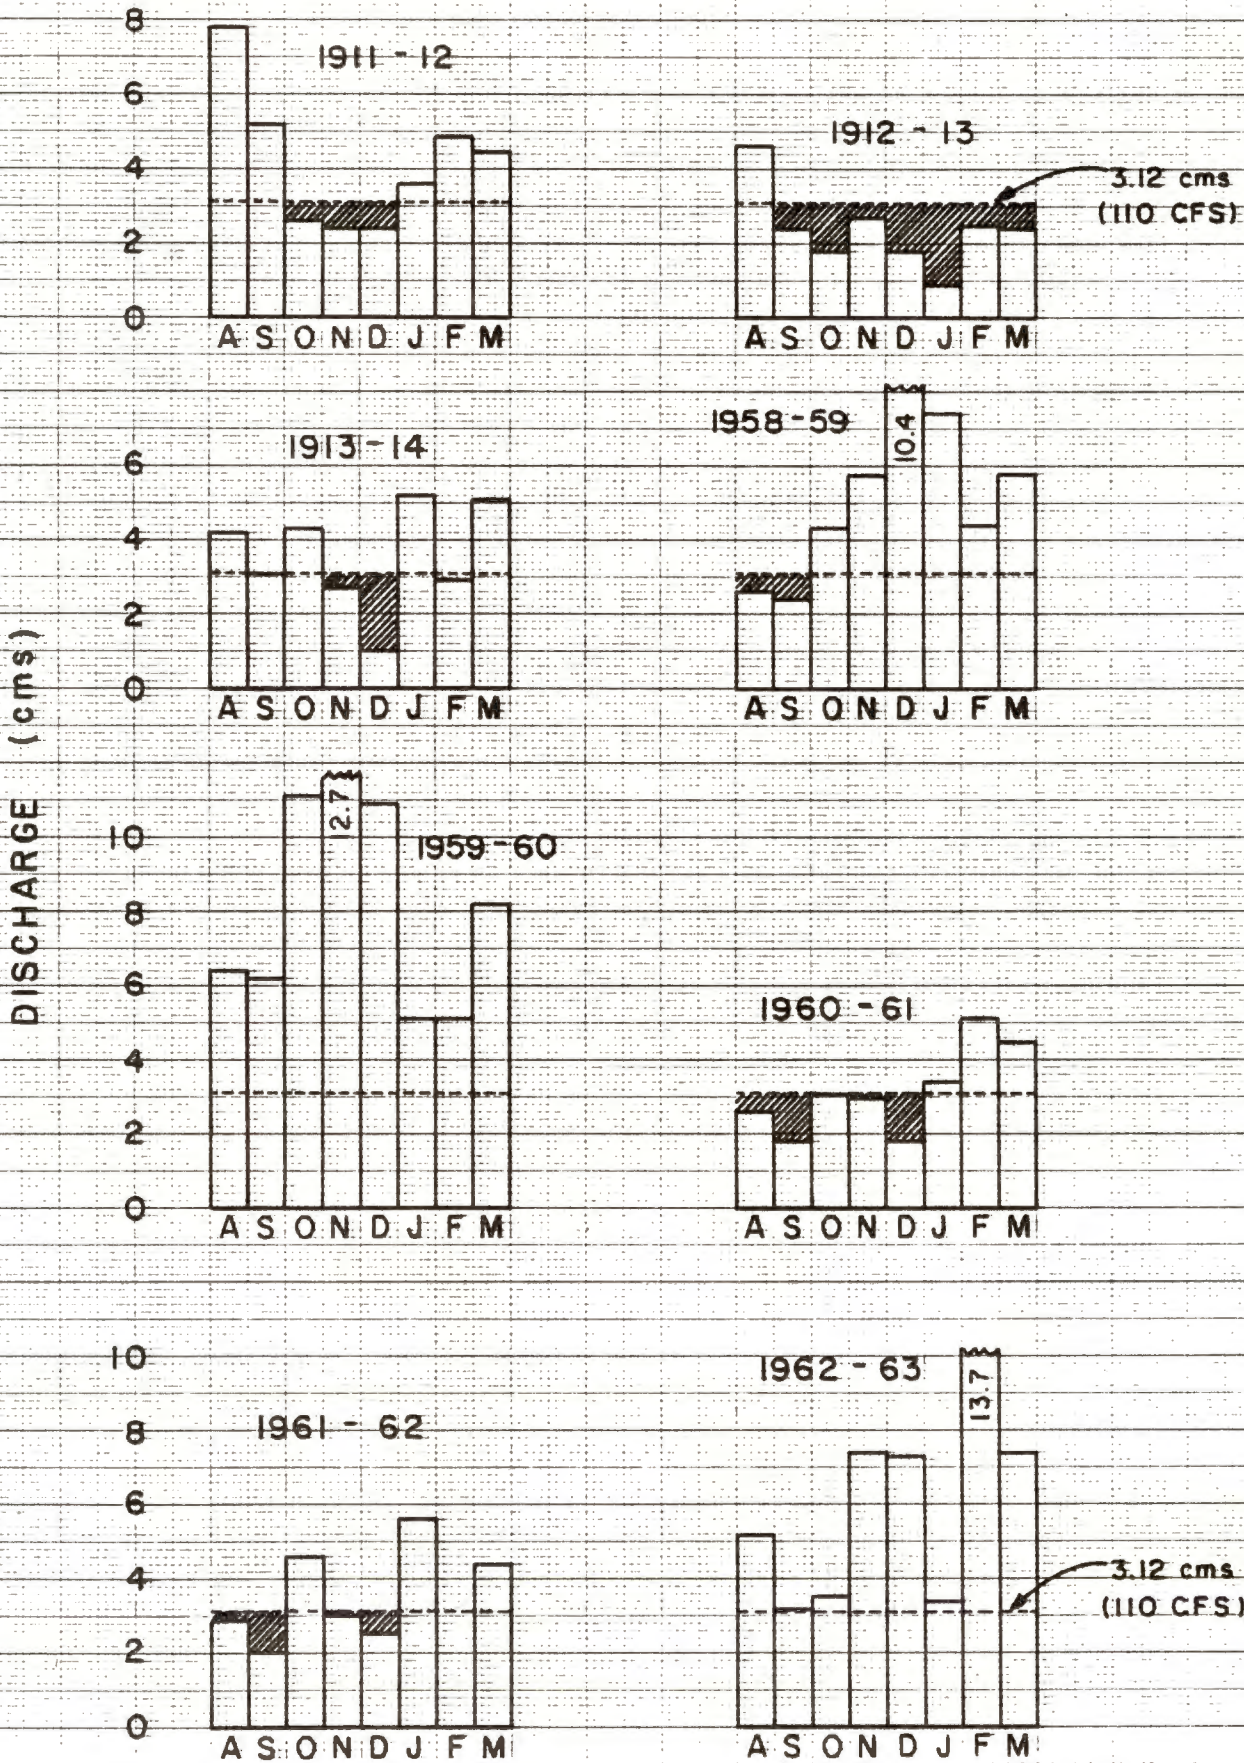 DISCHARGE (cms)
1911 - 12
8
6
4
2
0
A S O N D J F M
1912 - 13
3.12 cms
(110 CFS)
A S O N D J F M
1913 - 14
6
4
2
0
A S O N D J F M
1958 - 59
10.4
A S O N D J F M
1959 - 60
12.7
10
8
6
4
2
0
A S O N D J F M
1960 - 61
A S O N D J F M
1961 - 62
10
8
6
4
2
0
A S O N D J F M
1962 - 63
13.7
3.12 cms
(110 CFS)
A S O N D J F M